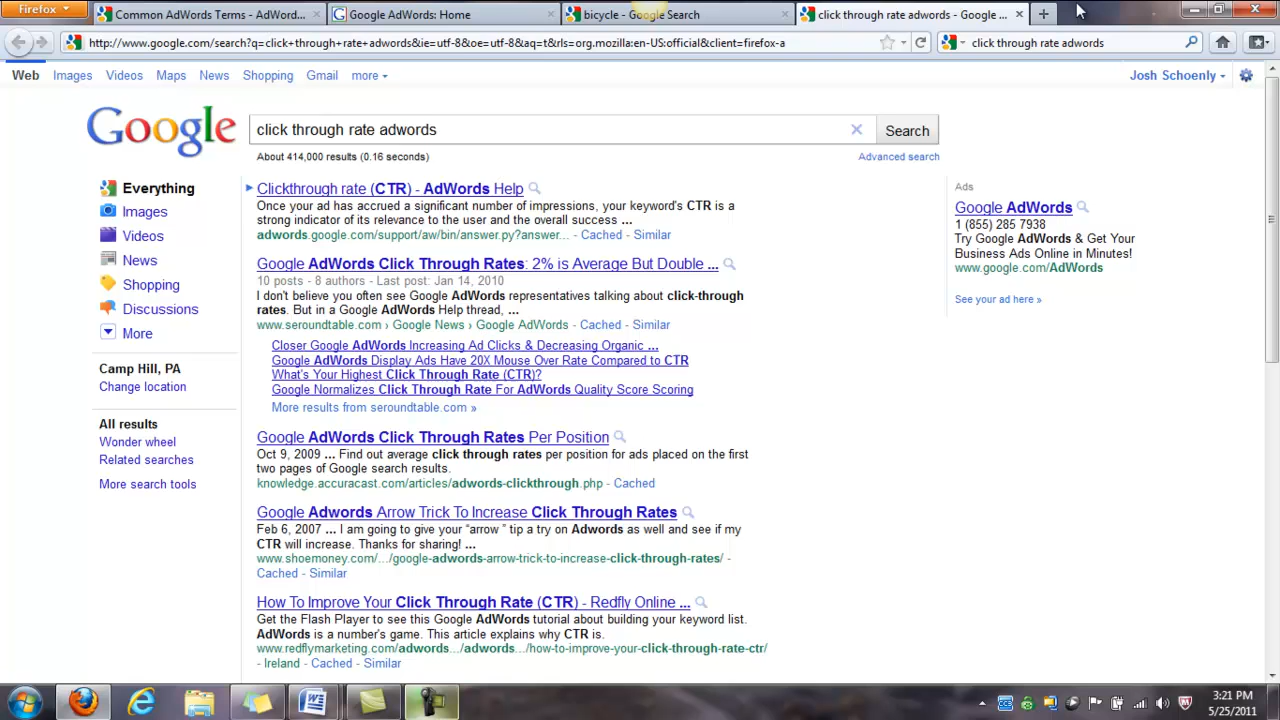 Firefox
Common AdWords Terms - AdWord...
Google AdWords: Home
bicycle - Google Search
click through rate adwords - Google ...
http://www.google.com/search?q=click+through+rate+adwords&ie=utf-8&oe=utf-8&aq=t&rls=org.mozilla:en-US:official&client=firefox-a
click through rate adwords
Web Images Videos Maps News Shopping Gmail more
Josh Schoenly
Google
click through rate adwords
Search
About 414,000 results (0.16 seconds)
Advanced search
Everything
Images
Videos
News
Shopping
Discussions
More
Camp Hill, PA
Change location
All results
Wonder wheel
Related searches
More search tools
Clickthrough rate (CTR) - AdWords Help
Once your ad has accrued a significant number of impressions, your keyword's CTR is a
strong indicator of its relevance to the user and the overall success ...
adwords.google.com/support/aw/bin/answer.py?answer... - Cached - Similar
Google AdWords Click Through Rates: 2% is Average But Double ...
10 posts - 8 authors - Last post: Jan 14, 2010
I don't believe you often see Google AdWords representatives talking about click-through
rates. But in a Google AdWords Help thread, ...
www.seroundtable.com › Google News › Google AdWords - Cached - Similar
Closer Google AdWords Increasing Ad Clicks & Decreasing Organic ...
Google AdWords Display Ads Have 20X Mouse Over Rate Compared to CTR
What's Your Highest Click Through Rate (CTR)?
Google Normalizes Click Through Rate For AdWords Quality Score Scoring
More results from seroundtable.com »
Google AdWords Click Through Rates Per Position
Oct 9, 2009 ... Find out average click through rates per position for ads placed on the first
two pages of Google search results.
knowledge.accuracast.com/articles/adwords-clickthrough.php - Cached
Google Adwords Arrow Trick To Increase Click Through Rates
Feb 6, 2007 ... I am going to give your "arrow " tip a try on Adwords as well and see if my
CTR will increase. Thanks for sharing! ...
www.shoemoney.com/.../google-adwords-arrow-trick-to-increase-click-through-rates/ -
Cached - Similar
How To Improve Your Click Through Rate (CTR) - Redfly Online ...
Get the Flash Player to see this Google AdWords tutorial about building your keyword list.
AdWords is a number's game. This article explains why CTR is.
www.redflymarketing.com/adwords.../adwords.../how-to-improve-your-click-through-rate-ctr/
- Ireland - Cached - Similar
Ads
Google AdWords
1 (855) 285 7938
Try Google AdWords & Get Your
Business Ads Online in Minutes!
www.google.com/AdWords
See your ad here »
3:21 PM
5/25/2011